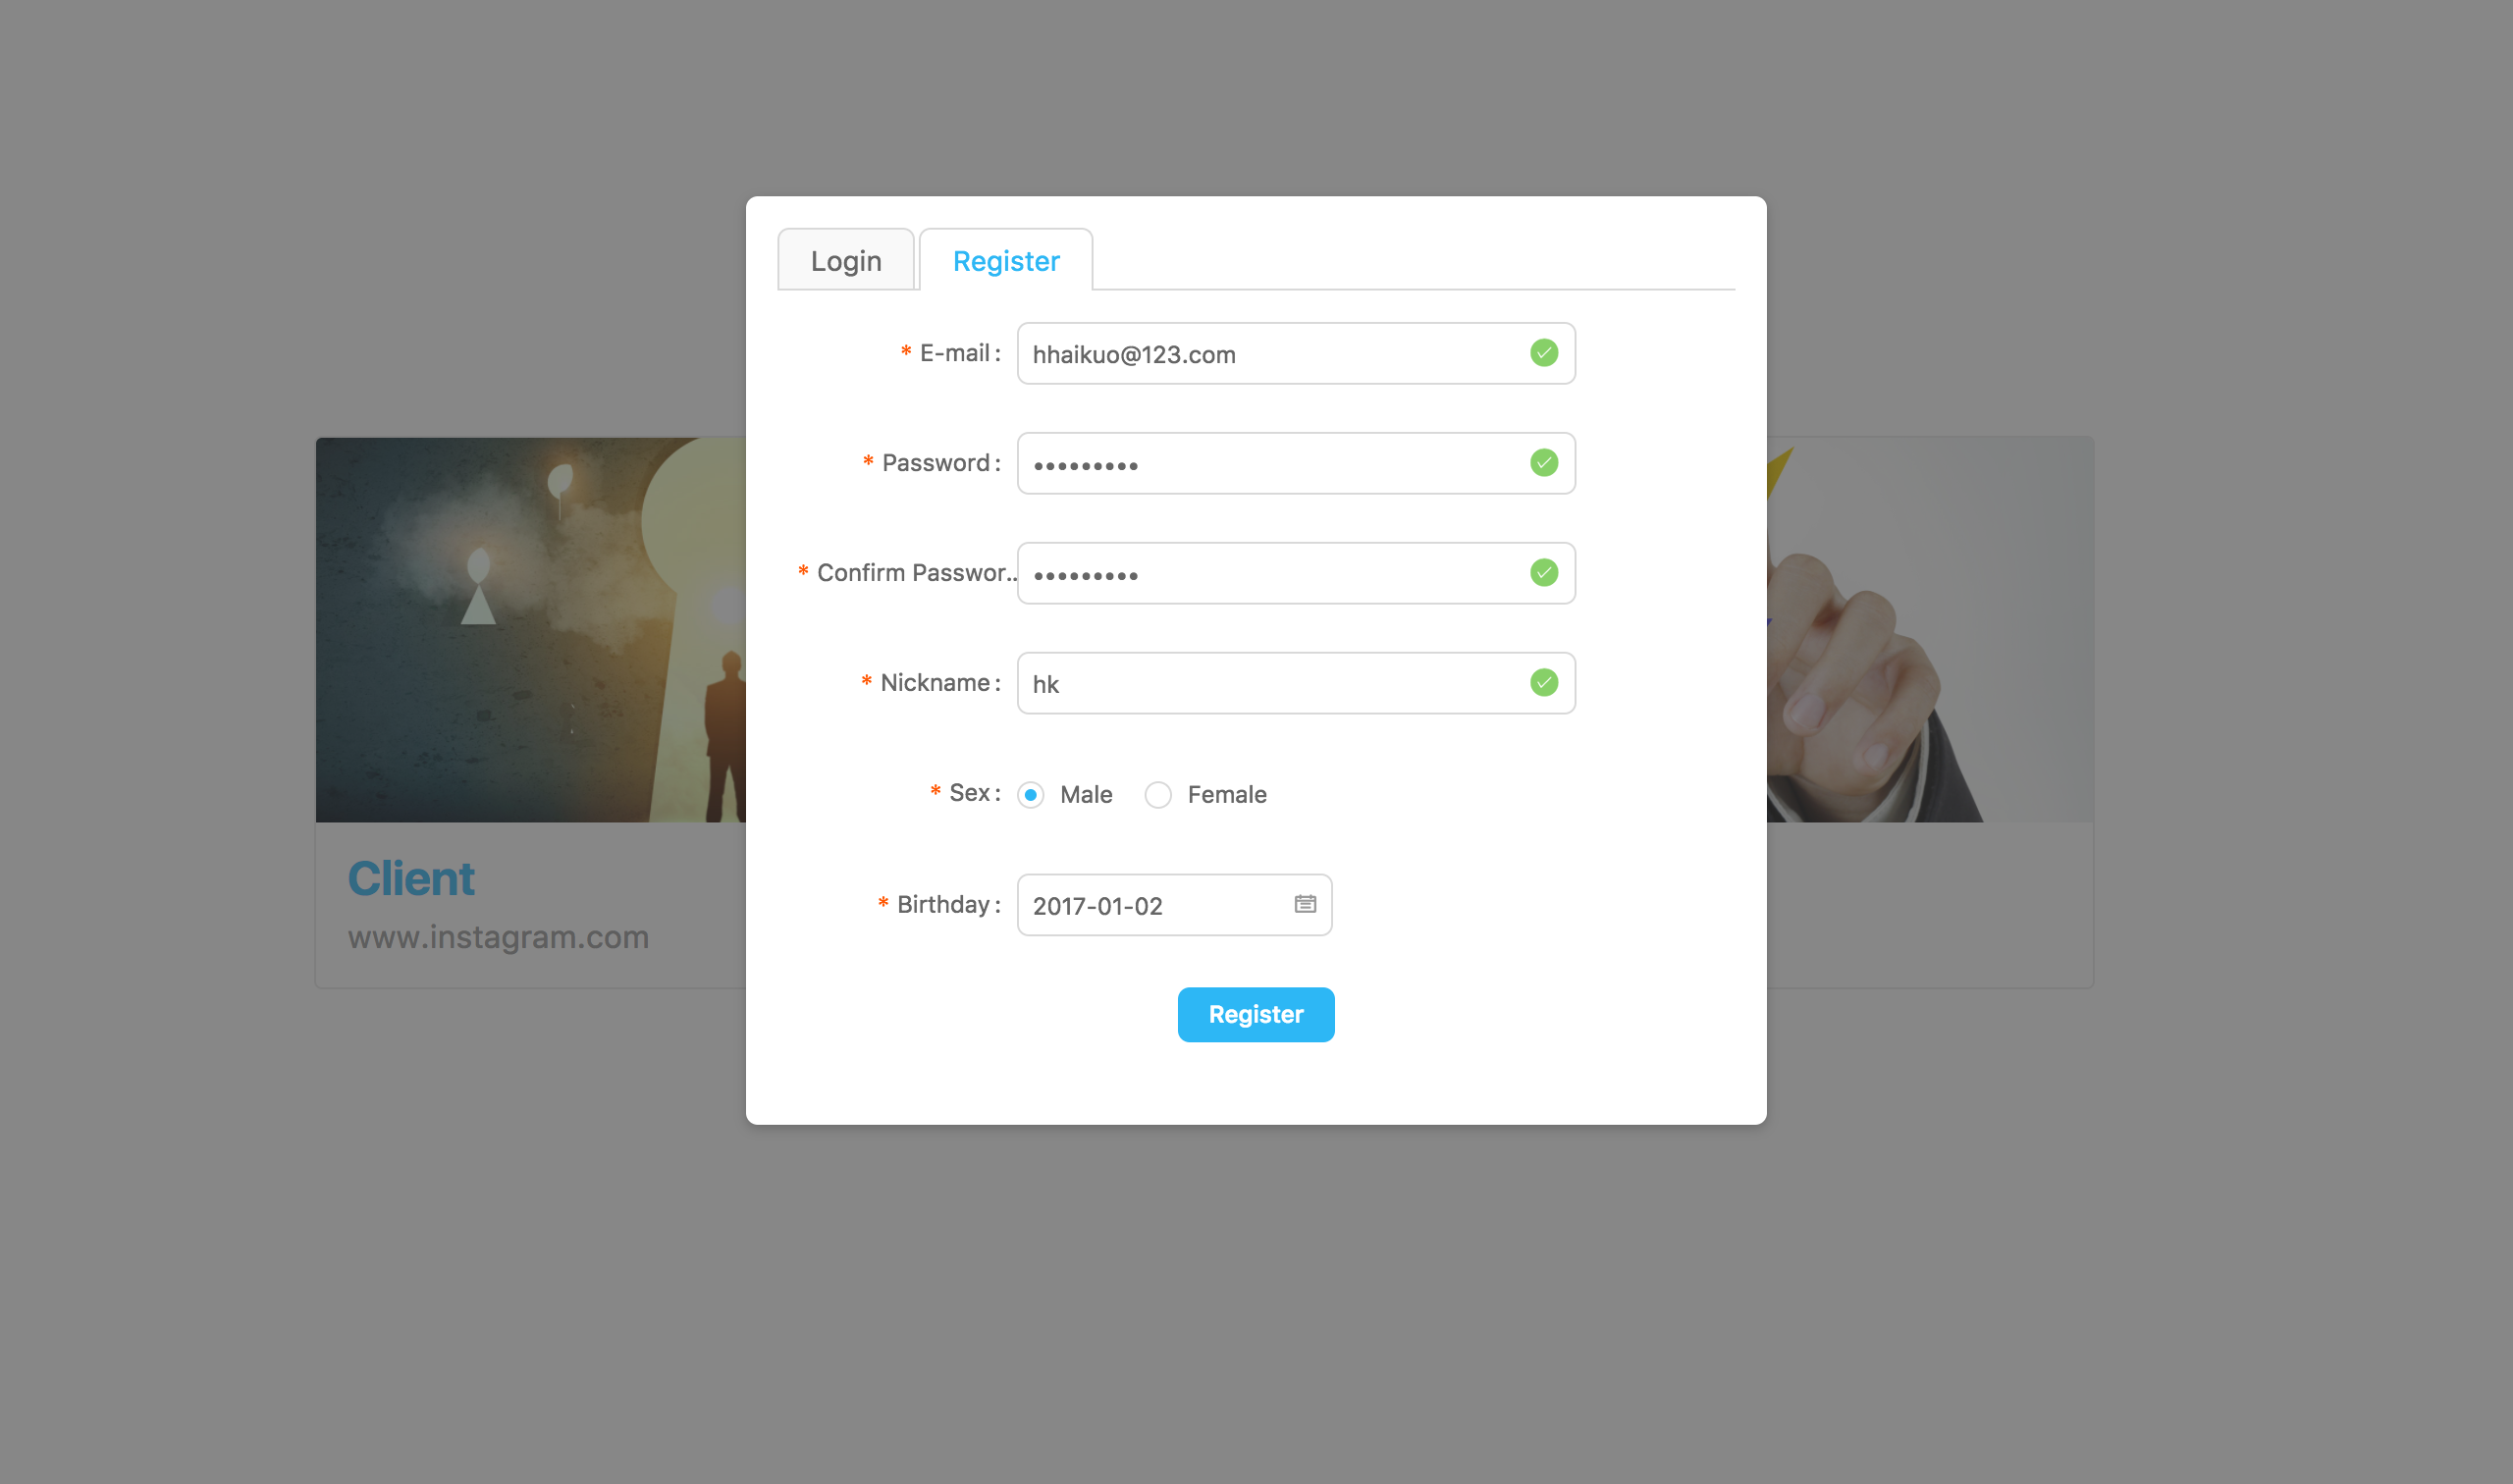 Login Register
* E-mail: hhaikuo@123.com
* Password: •••••••••
* Confirm Passwor.. •••••••••
* Nickname: hk
* Sex: Male Female
* Birthday: 2017-01-02
Register
Client
www.instagram.com